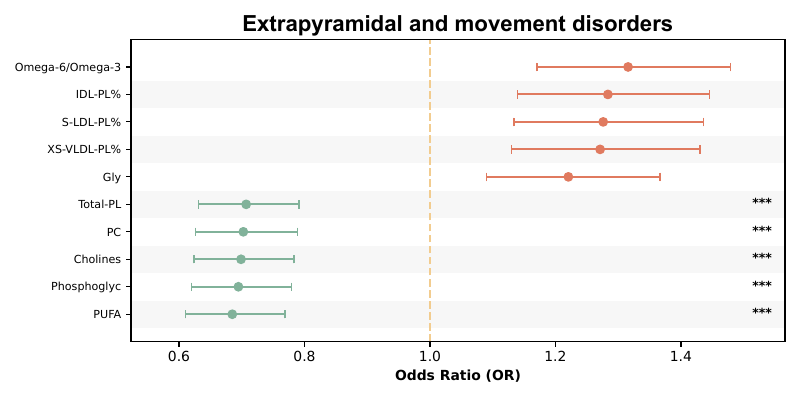 Extrapyramidal and movement disorders
Omega-6/Omega-3
IDL-PL%
S-LDL-PL%
XS-VLDL-PL%
Gly
Total-PL ***
PC ***
Cholines ***
Phosphoglyc ***
PUFA ***
0.6 0.8 1.0 1.2 1.4
Odds Ratio (OR)